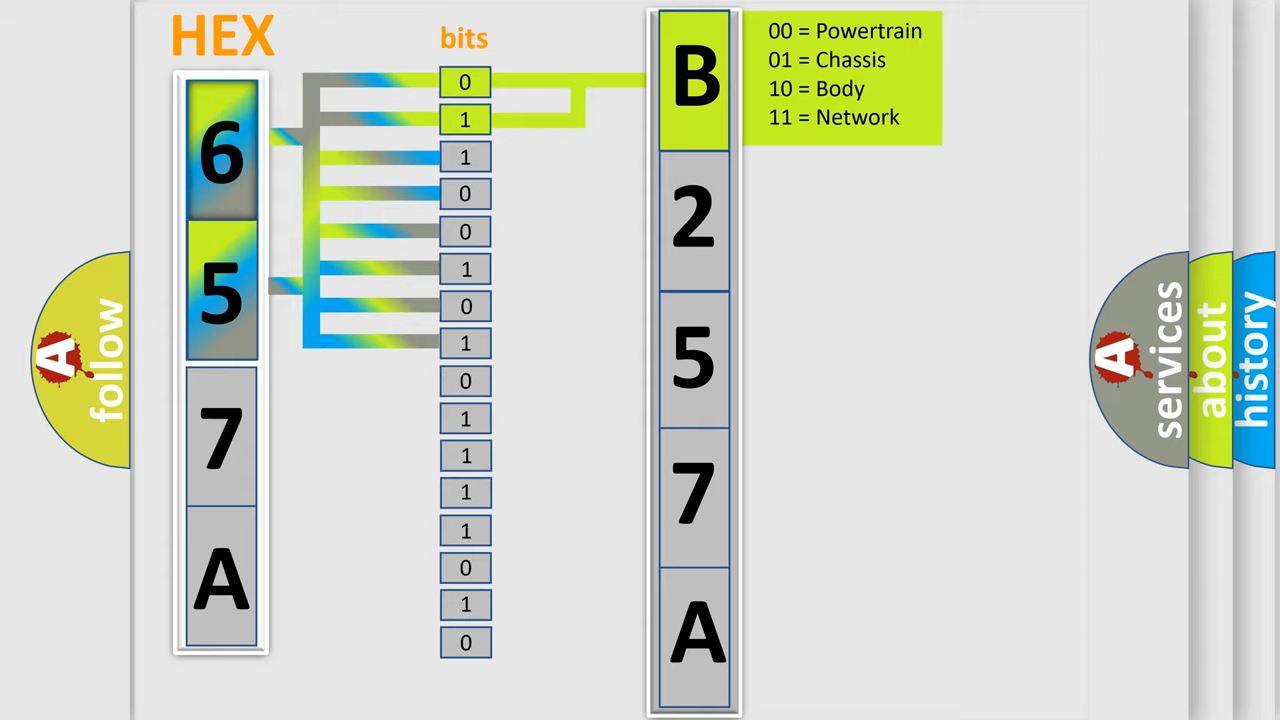 HEX
bits
6
5
7
A
0
1
1
0
0
1
0
1
0
1
1
1
1
0
1
0
B
2
5
7
A
00 = Powertrain
01 = Chassis
10 = Body
11 = Network
A
follow
A
services
about
history